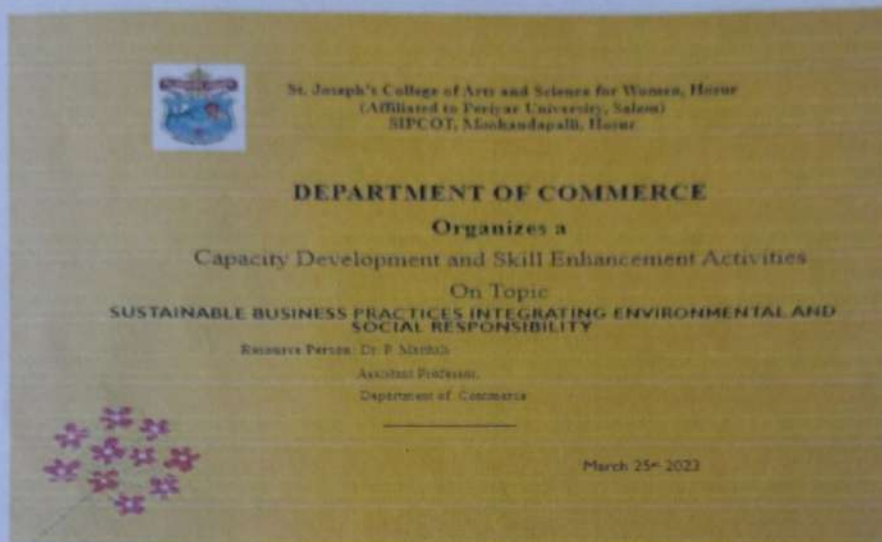 St. Joseph's College of Arts and Science for Women, Hosur
(Affiliated to Periyar University, Salem)
SIPCOT, Mookandapalli, Hosur
DEPARTMENT OF COMMERCE
Organizes a
Capacity Development and Skill Enhancement Activities
On Topic
SUSTAINABLE BUSINESS PRACTICES INTEGRATING ENVIRONMENTAL AND
SOCIAL RESPONSIBILITY
Resource Person: Dr. P.
Assistant Professor,
Department of Commerce
March 25th 2023